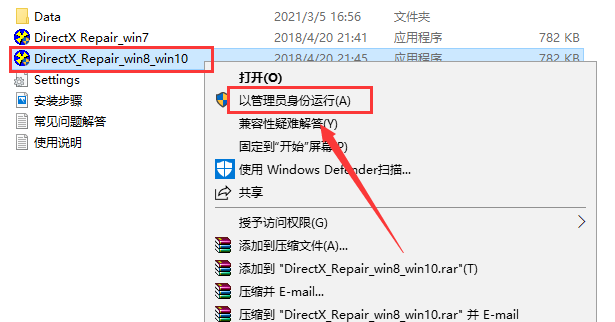 Data 2021/3/5 16:56 文件夹
DirectX Repair_win7 2018/4/20 21:41 应用程序 782 KB
DirectX_Repair_win8_win10 2018/4/20 21:45 应用程序 782 KB
Settings
安装步骤
常见问题解答
使用说明
打开(O)
以管理员身份运行(A)
兼容性疑难解答(Y)
固定到"开始"屏幕(P)
使用 Windows Defender扫描...
共享
授予访问权限(G)
添加到压缩文件(A)...
添加到 "DirectX_Repair_win8_win10.rar"(T)
压缩并 E-mail...
压缩到 "DirectX_Repair_win8_win10.rar" 并 E-mail